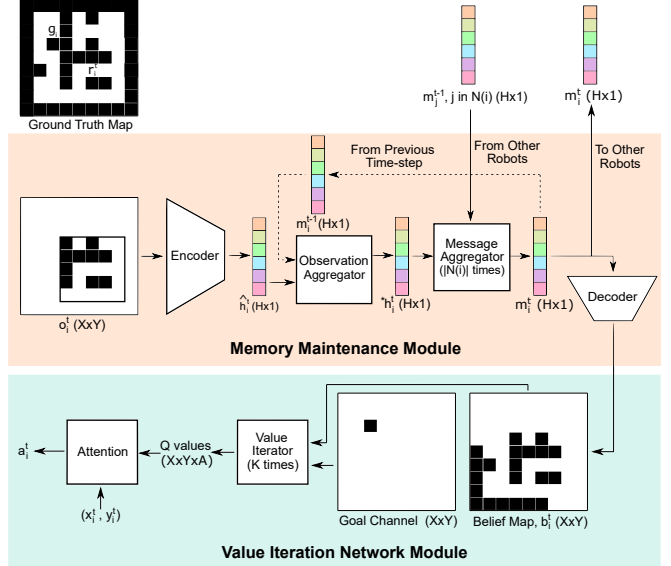 g_i
r_i^t
Ground Truth Map
m_j^{t-1}, j in N(i) (Hx1)
m_i^t (Hx1)
From Previous
Time-step
From Other
Robots
To Other
Robots
m_i^{t-1}(Hx1)
Encoder
Observation
Aggregator
Message
Aggregator
(|N(i)| times)
Decoder
ĥ_i^t (Hx1)
*h_i^t (Hx1)
m_i^t (Hx1)
o_i^t (XxY)
Memory Maintenance Module
a_i^t
Attention
Q values
(XxYxA)
Value
Iterator
(K times)
(x_i^t , y_i^t)
Goal Channel (XxY)
Belief Map, b_i^t (XxY)
Value Iteration Network Module